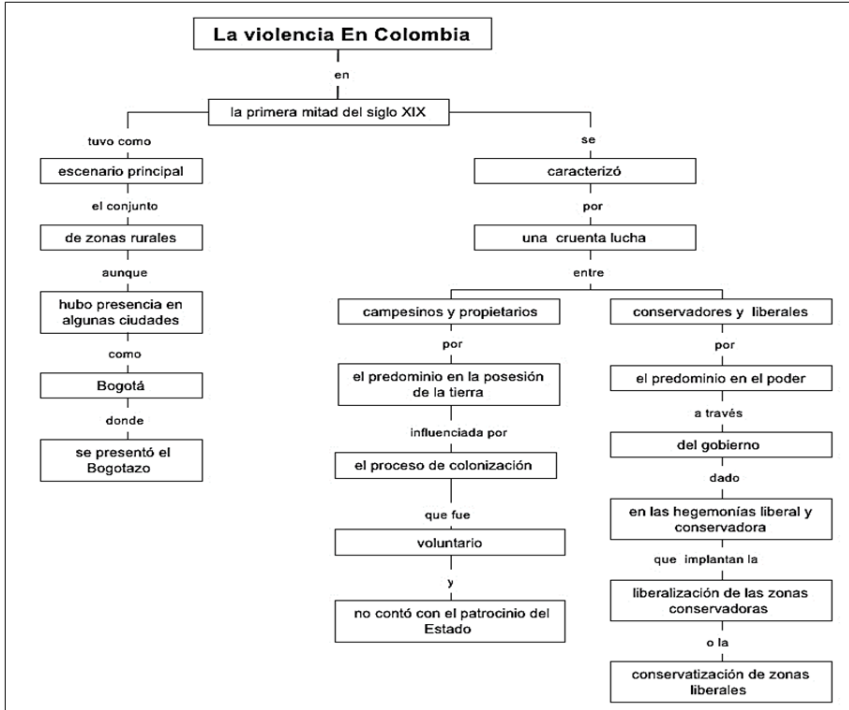 La violencia En Colombia
en
la primera mitad del siglo XIX
tuvo como
escenario principal
el conjunto
de zonas rurales
aunque
hubo presencia en
algunas ciudades
como
Bogotá
donde
se presentó el
Bogotazo
se
caracterizó
por
una cruenta lucha
entre
campesinos y propietarios
por
el predominio en la posesión
de la tierra
influenciada por
el proceso de colonización
que fue
voluntario
y
no contó con el patrocinio del
Estado
conservadores y liberales
por
el predominio en el poder
a través
del gobierno
dado
en las hegemonías liberal y
conservadora
que implantan la
liberalización de las zonas
conservadoras
o la
conservatización de zonas
liberales